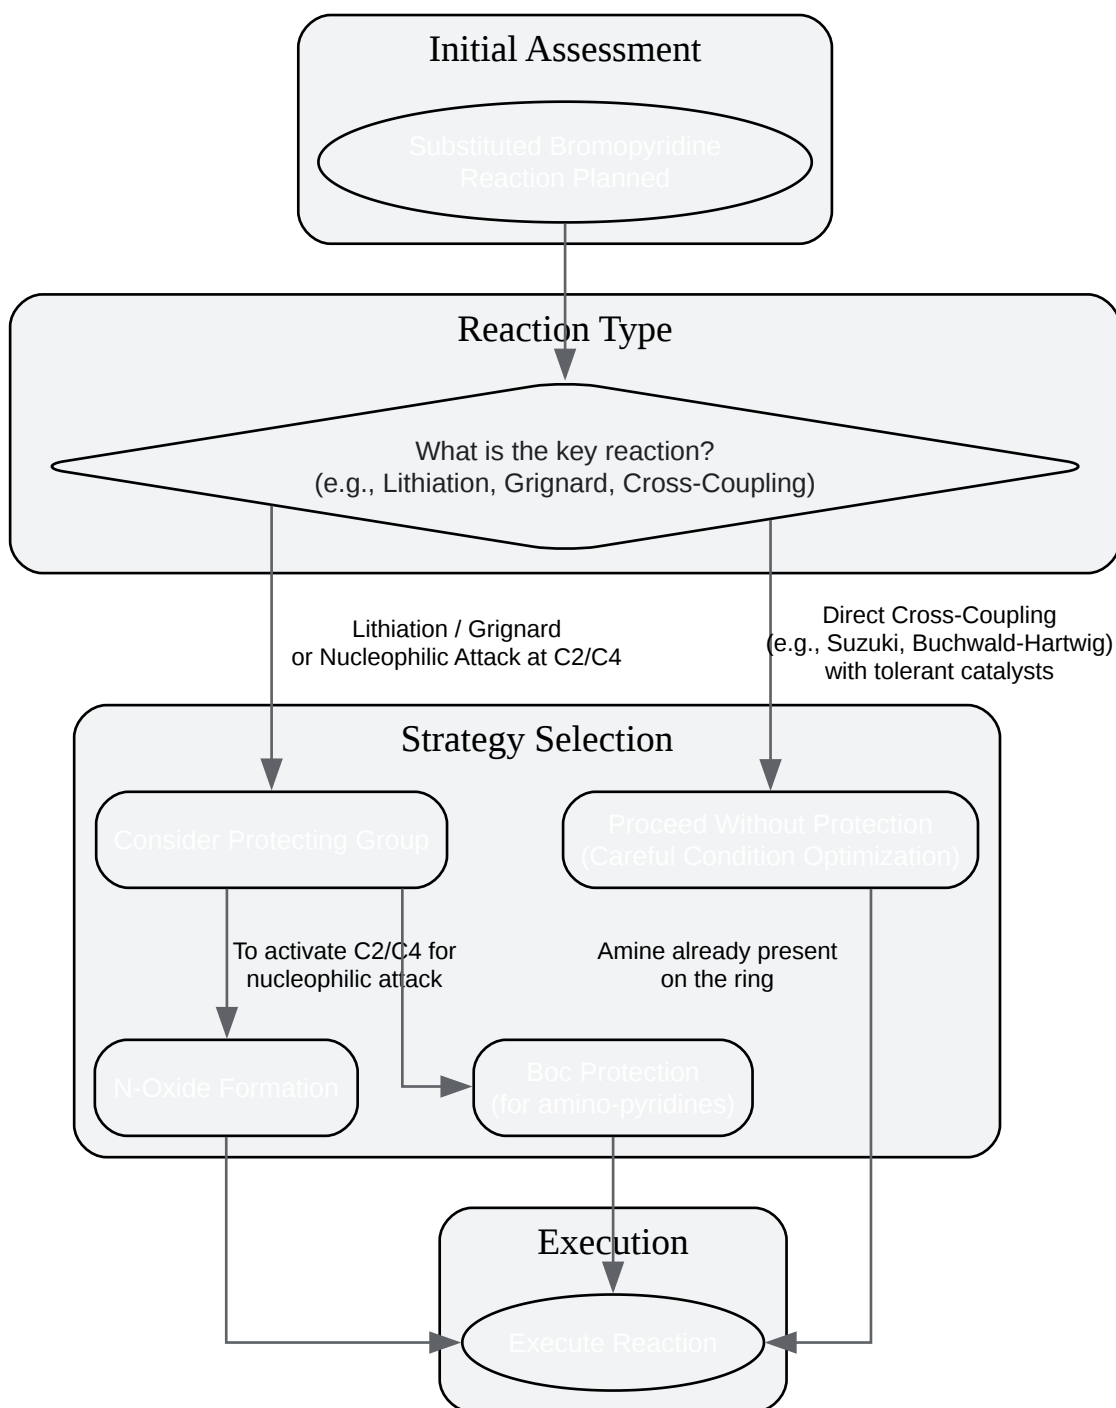 Initial Assessment
Substituted Bromopyridine
Reaction Planned
Reaction Type
What is the key reaction?
(e.g., Lithiation, Grignard, Cross-Coupling)
Lithiation / Grignard
or Nucleophilic Attack at C2/C4
Direct Cross-Coupling
(e.g., Suzuki, Buchwald-Hartwig)
with tolerant catalysts
Strategy Selection
Consider Protecting Group
Proceed Without Protection
(Careful Condition Optimization)
To activate C2/C4 for
nucleophilic attack
Amine already present
on the ring
N-Oxide Formation
Boc Protection
(for amino-pyridines)
Execution
Execute Reaction